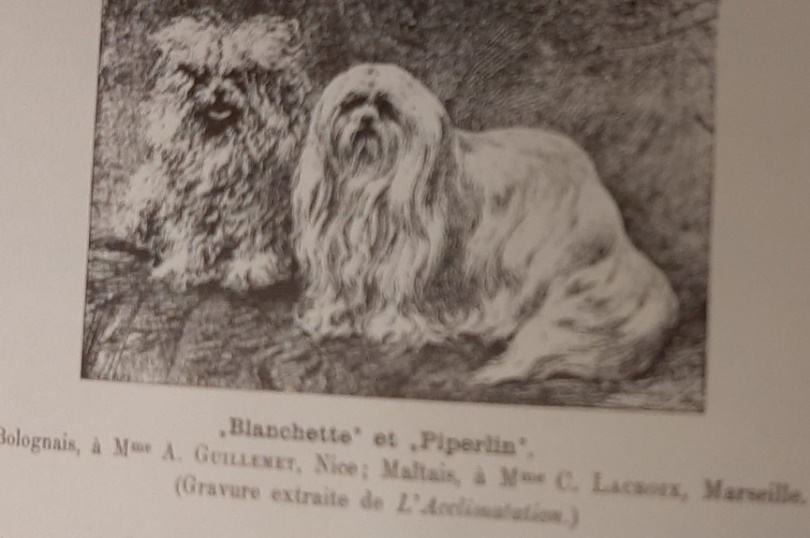 „Blanchette” et „Piperlin”.
Bolognais, à Mme A. Guillemet, Nice; Maltais, à Mme C. Lacroix, Marseille.
(Gravure extraite de L'Acclimatation.)